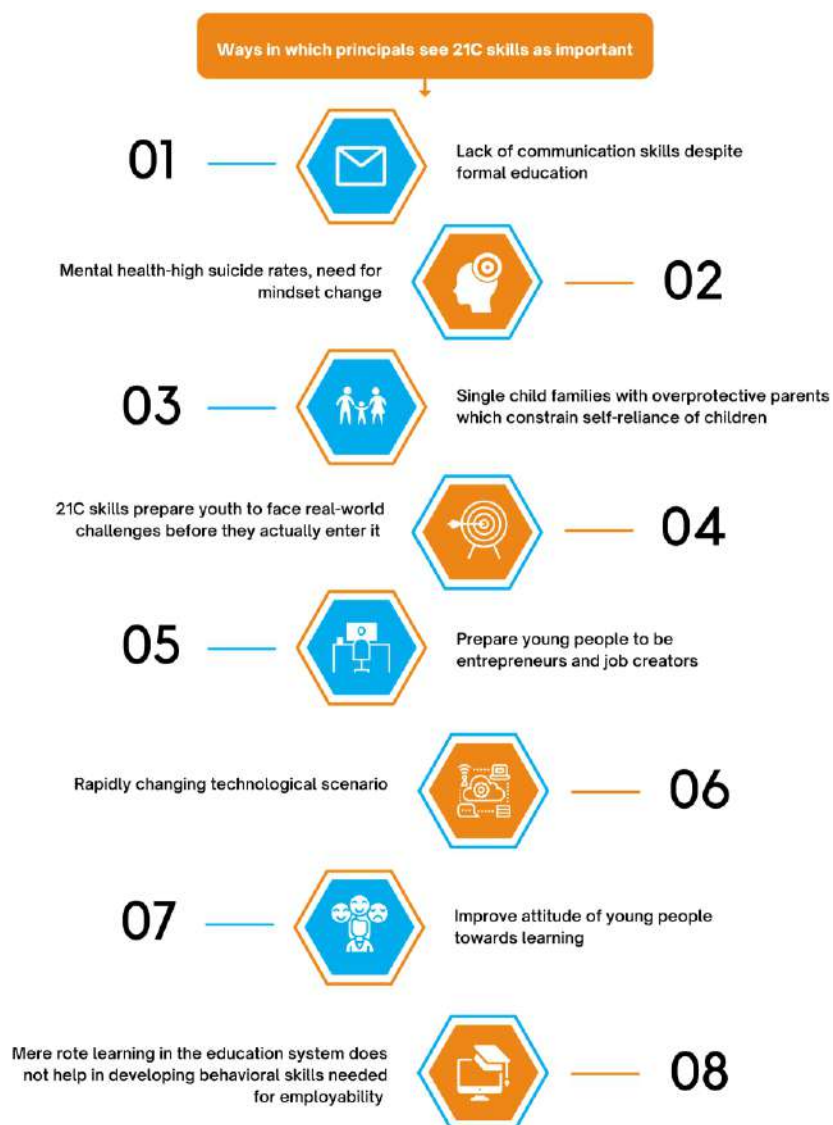 Ways in which principals see 21C skills as important
01
Lack of communication skills despite
formal education
Mental health-high suicide rates, need for
mindset change
02
03
Single child families with overprotective parents
which constrain self-reliance of children
21C skills prepare youth to face real-world
challenges before they actually enter it
04
05
Prepare young people to be
entrepreneurs and job creators
Rapidly changing technological scenario
06
07
Improve attitude of young people
towards learning
Mere rote learning in the education system does
not help in developing behavioral skills needed
for employability
08